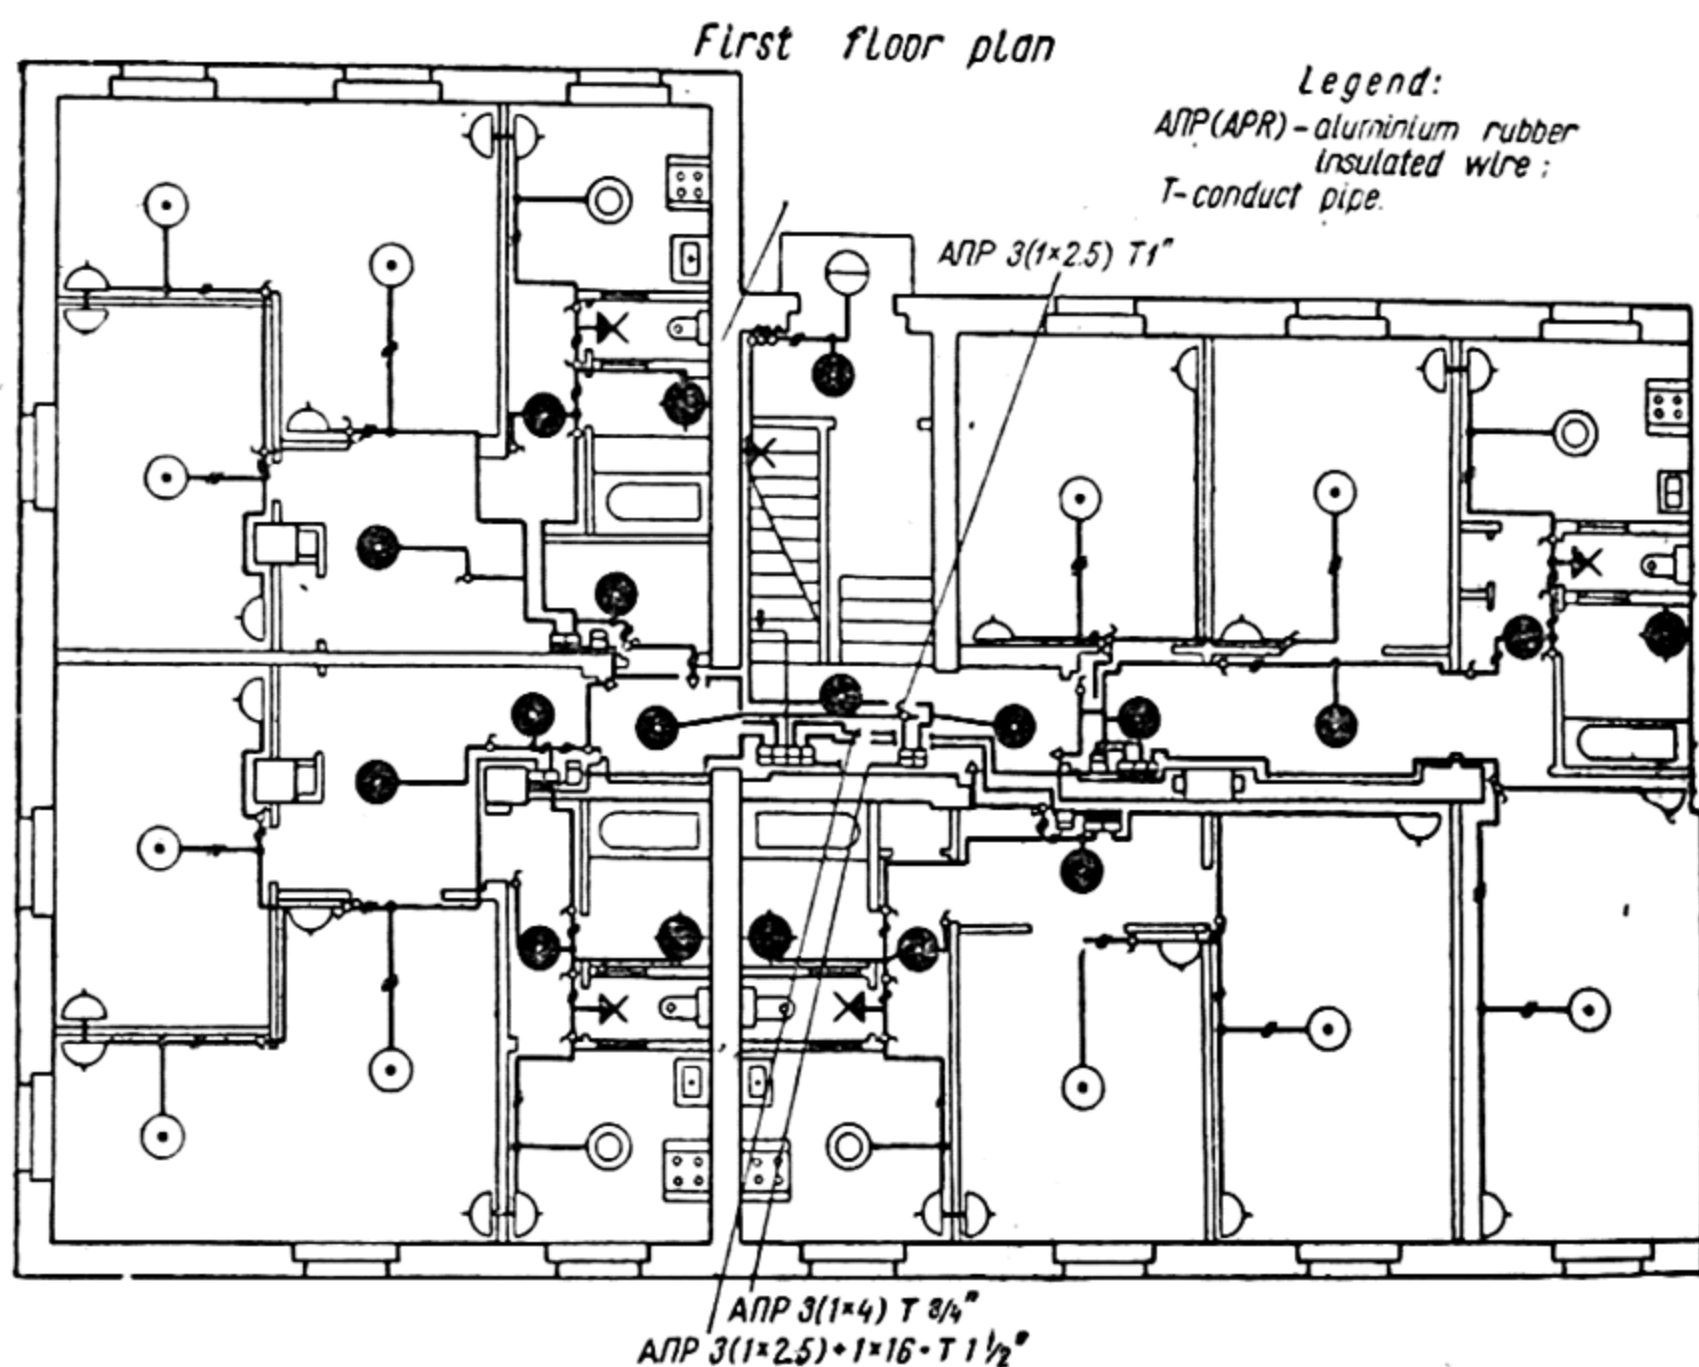 First floor plan
Legend:
АПР(APR) - aluminium rubber
insulated wire;
T-conduct pipe.
АПР 3(1×2.5) T1"
АПР 3(1×4) T 3/4"
АПР 3(1×2.5)+1×16-T 1 1/2"